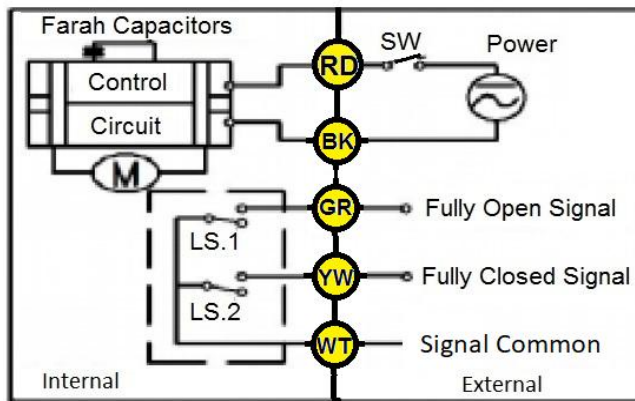 Farah Capacitors
SW
Power
RD
Control
Circuit
BK
M
GR
Fully Open Signal
LS.1
YW
Fully Closed Signal
LS.2
WT
Signal Common
Internal
External